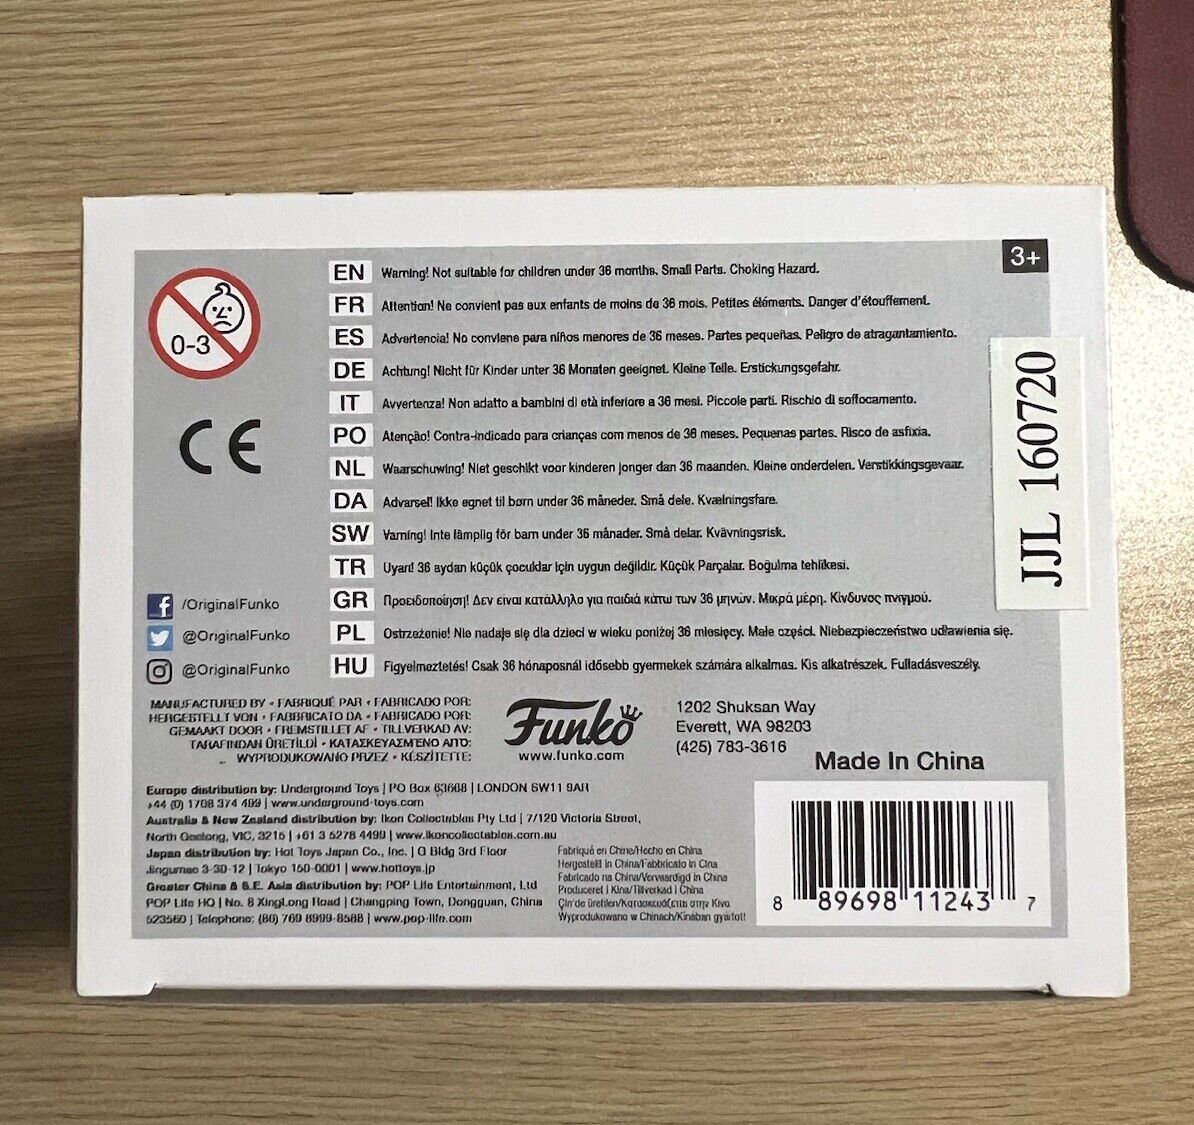 3+
0-3
EN Warning! Not suitable for children under 36 months. Small Parts. Choking Hazard.
FR Attention! Ne convient pas aux enfants de moins de 36 mois. Petites éléments. Danger d'étouffement.
ES Advertencia! No conviene para niños menores de 36 meses. Partes pequeñas. Peligro de atragantamiento.
DE Achtung! Nicht für Kinder unter 36 Monaten geeignet. Kleine Teile. Erstickungsgefahr.
IT Avvertenza! Non adatto a bambini di età inferiore a 36 mesi. Piccole parti. Rischio di soffocamento.
PO Atenção! Contra-indicado para crianças com menos de 36 meses. Pequenas partes. Risco de asfixia.
NL Waarschuwing! Niet geschikt voor kinderen jonger dan 36 maanden. Kleine onderdelen. Verstikkingsgevaar.
DA Advarsel! Ikke egnet til børn under 36 måneder. Små dele. Kvælningsfare.
SW Varning! Inte lämplig för barn under 36 månader. Små delar. Kvävningsrisk.
TR Uyarı! 36 aydan küçük çocuklar için uygun değildir. Küçük Parçalar. Boğulma tehlikesi.
GR Προειδοποίηση! Δεν είναι κατάλληλο για παιδιά κάτω των 36 μηνών. Μικρά μέρη. Κίνδυνος πνιγμού.
PL Ostrzeżenie! Nie nadaje się dla dzieci w wieku poniżej 36 miesięcy. Małe części. Niebezpieczeństwo udławienia się.
HU Figyelmeztetés! Csak 36 hónaposnál idősebb gyermekek számára alkalmas. Kis alkatrészek. Fulladásveszély.
CE
JJL 160720
/OriginalFunko
@OriginalFunko
@OriginalFunko
MANUFACTURED BY • FABRIQUÉ PAR • FABRICADO POR:
HERGESTELLT VON • FABBRICATO DA • FABRICADO POR:
GEMAAKT DOOR • FREMSTILLET AF • TILLVERKAD AV:
TARAFINDAN ÜRETİLDİ • ΚΑΤΑΣΚΕΥΑΣΜΈΝΟ ΑΠΌ:
WYPRODUKOWANO PRZEZ • KÉSZÍTETTE:
Funko
www.funko.com
1202 Shuksan Way
Everett, WA 98203
(425) 783-3616
Made In China
Europe distribution by: Underground Toys | PO Box 63668 | LONDON SW11 9AR
+44 (0) 1708 374 499 | www.underground-toys.com
Australia & New Zealand distribution by: Ikon Collectables Pty Ltd | 7/120 Victoria Street,
North Geelong, VIC, 3215 | +61 3 5278 4490 | www.ikoncollectables.com.au
Japan distribution by: Hot Toys Japan Co., Inc. | O Bldg 3rd Floor
Jingumae 3-30-12 | Tokyo 150-0001 | www.hottoys.jp
Greater China & S.E. Asia distribution by: POP Life Entertainment, Ltd
POP Life HQ | No. 8 XingLong Road | Changping Town, Dongguan, China
523560 | Telephone: (86) 769 8999-8588 | www.pop-life.com
Fabriqué en Chine/Hecho en China
Hergestellt in China/Fabbricato in Cina
Fabricado na China/Vervaardigd in China
Produceret i Kina/Tillverkad i China
Çin'de üretilen/Κατασκευάζεται στην Κίνα
Wyprodukowano w Chinach/Kínában gyártott
8 89698 11243 7